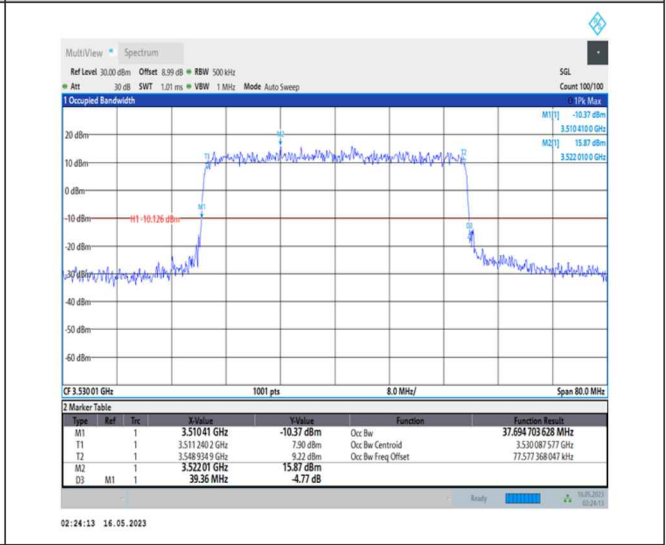 MultiView Spectrum
Ref Level 30.00 dBm Offset 8.99 dB RBW 500 kHz SGL
Att 30 dB SWT 1.01 ms VBW 1 MHz Mode Auto Sweep Count 100/100
1 Occupied Bandwidth 1Pk Max
M1[1] -10.37 dBm
3.510 410 0 GHz
M2[1] 15.87 dBm
3.522 010 0 GHz
M2
20 dBm
T1 T2
10 dBm
0 dBm
M1
-10 dBm H1 -10.126 dBm
D3
-20 dBm
-30 dBm
-40 dBm
-50 dBm
-60 dBm
CF 3.530 01 GHz 1001 pts 8.0 MHz/ Span 80.0 MHz
2 Marker Table
Type Ref Trc X-Value Y-Value Function Function Result
M1 1 3.510 41 GHz -10.37 dBm Occ Bw 37.694 703 628 MHz
T1 1 3.511 240 2 GHz 7.90 dBm Occ Bw Centroid 3.530 087 577 GHz
T2 1 3.548 934 9 GHz 9.22 dBm Occ Bw Freq Offset 77.577 368 047 kHz
M2 1 3.522 01 GHz 15.87 dBm
D3 M1 1 39.36 MHz -4.77 dB
Ready 16.05.2023
02:24:13
02:24:13 16.05.2023